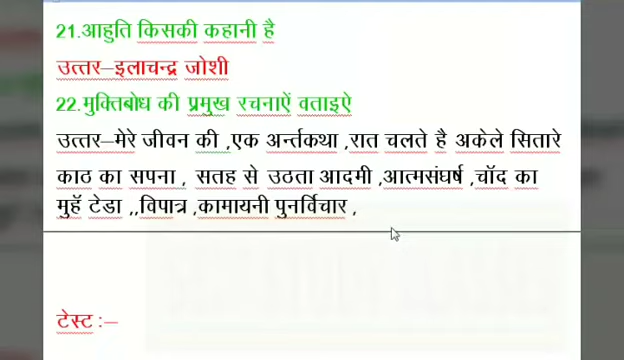 21.आहुति किसकी कहानी है
उत्तर–इलाचन्द्र जोशी
22.मुक्तिबोध की प्रमुख रचनाऐं वताइऐ
उत्तर–मेरे जीवन की ,एक अर्न्तकथा ,रात चलते है अकेले सितारे
काठ का सपना , सतह से उठता आदमी ,आत्मसंघर्ष ,चॉद का
मुहॅ टेडा ,,विपात्र ,कामायनी पुनर्विचार ,
टेस्ट :–